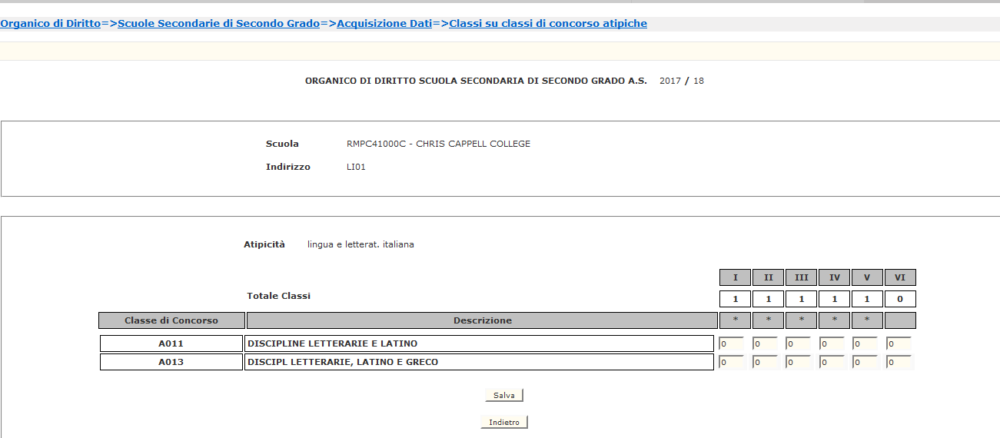 Organico di Diritto=>Scuole Secondarie di Secondo Grado=>Acquisizione Dati=>Classi su classi di concorso atipiche
ORGANICO DI DIRITTO SCUOLA SECONDARIA DI SECONDO GRADO A.S. 2017 / 18
Scuola RMPC41000C - CHRIS CAPPELL COLLEGE
Indirizzo LI01
Atipicità lingua e letterat. italiana
I II III IV V VI
Totale Classi 1 1 1 1 1 0
Classe di Concorso Descrizione * * * * *
A011 DISCIPLINE LETTERARIE E LATINO 0 0 0 0 0 0
A013 DISCIPL LETTERARIE, LATINO E GRECO 0 0 0 0 0 0
Salva
Indietro